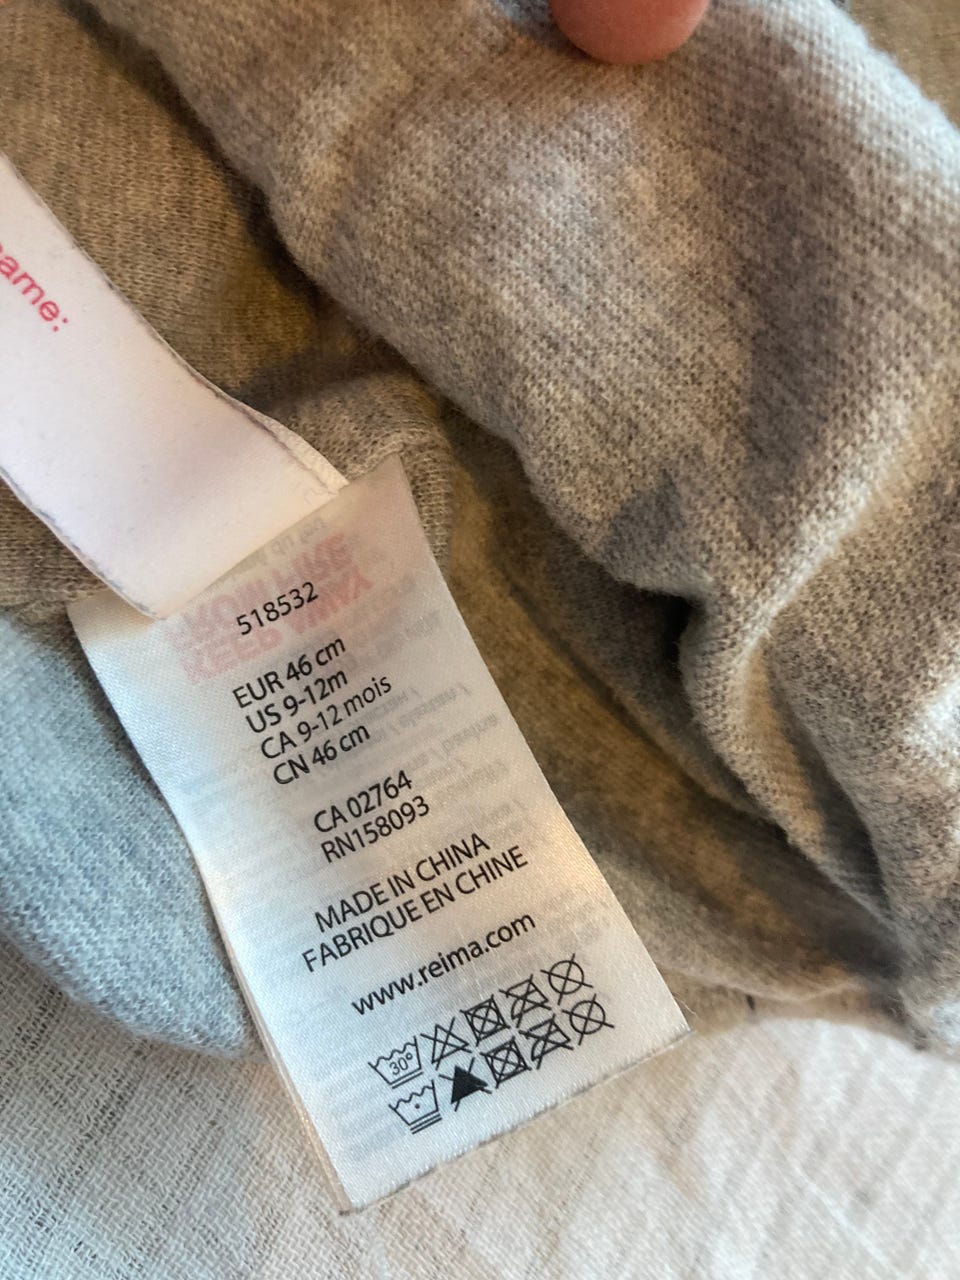 ame:
518532
EUR 46 cm
US 9-12m
CA 9-12 mois
CN 46 cm
CA 02764
RN158093
MADE IN CHINA
FABRIQUE EN CHINE
www.reima.com
30°